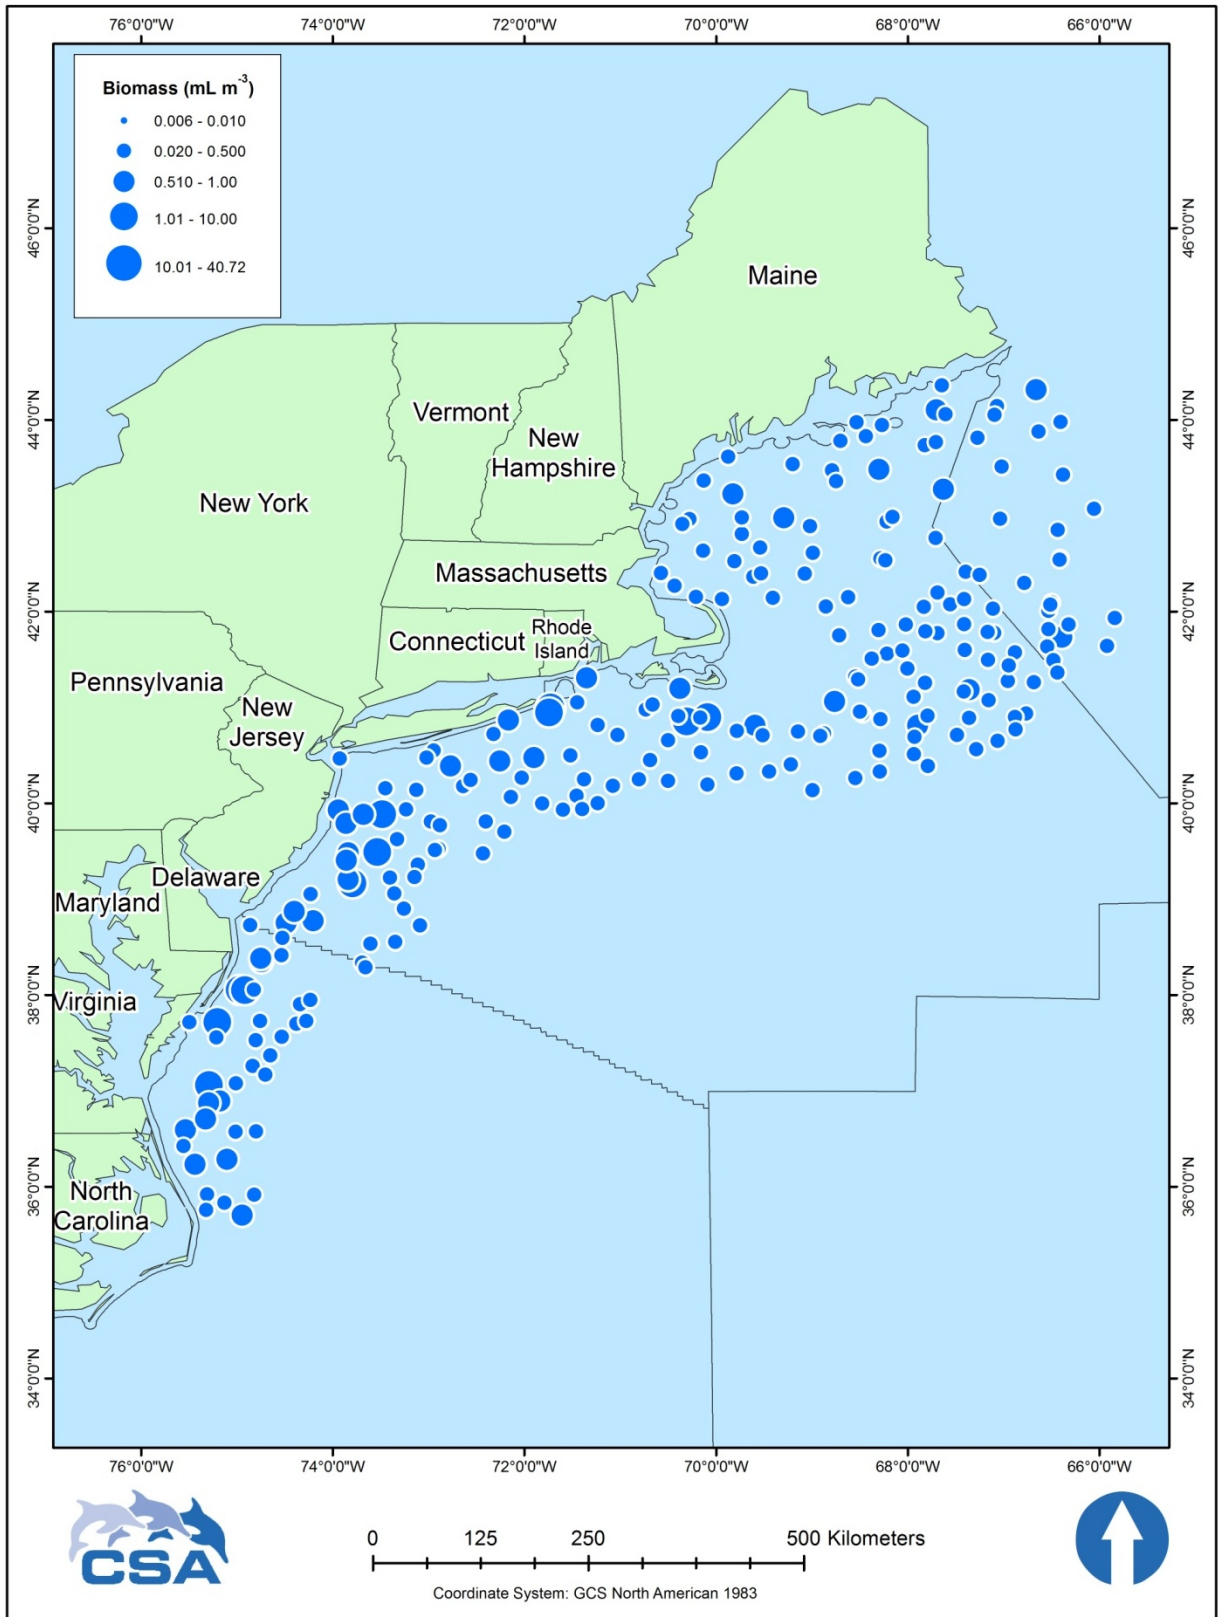 76°0'0"W 74°0'0"W 72°0'0"W 70°0'0"W 68°0'0"W 66°0'0"W
Biomass (mL m-3)
0.006 - 0.010
0.020 - 0.500
0.510 - 1.00
1.01 - 10.00
10.01 - 40.72
46°0'0"N
46°0'0"N
Maine
44°0'0"N
44°0'0"N
Vermont
New
Hampshire
New York
Massachusetts
42°0'0"N
42°0'0"N
Connecticut
Rhode
Island
Pennsylvania
New
Jersey
40°0'0"N
40°0'0"N
Delaware
Maryland
38°0'0"N
38°0'0"N
Virginia
36°0'0"N
36°0'0"N
North
Carolina
34°0'0"N
34°0'0"N
76°0'0"W 74°0'0"W 72°0'0"W 70°0'0"W 68°0'0"W 66°0'0"W
CSA
0 125 250 500 Kilometers
Coordinate System: GCS North American 1983